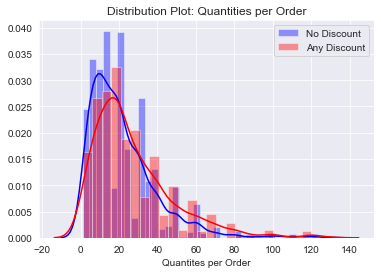 Distribution Plot: Quantities per Order
No Discount
Any Discount
0.040
0.035
0.030
0.025
0.020
0.015
0.010
0.005
0.000
−20 0 20 40 60 80 100 120 140
Quantites per Order